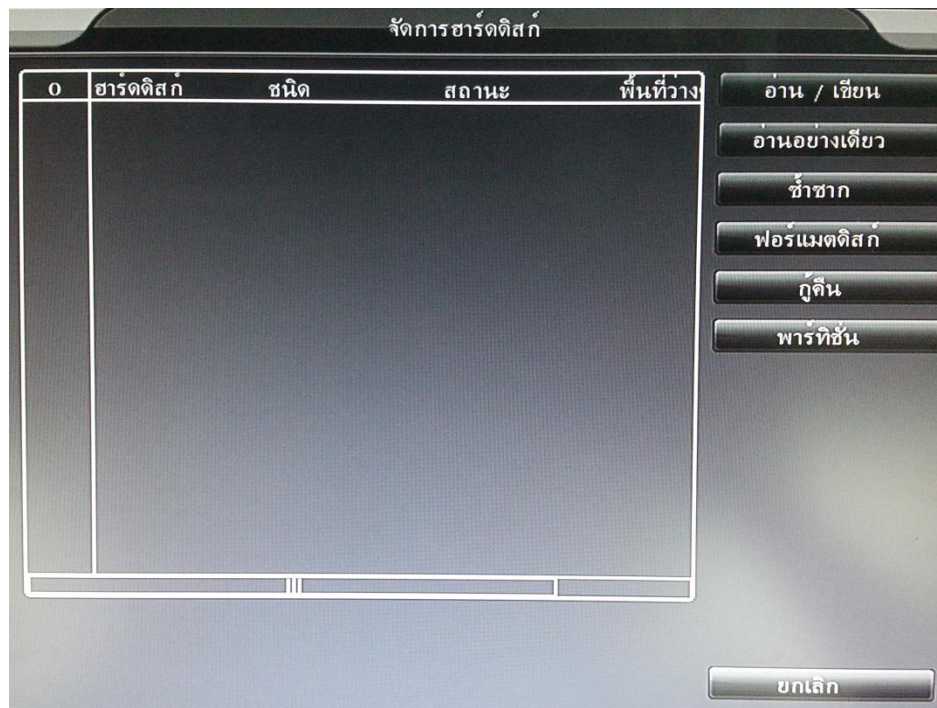 จัดการฮาร์ดดิสก์
0 ฮาร์ดดิสก์ ชนิด สถานะ พื้นที่ว่าง
อ่าน / เขียน
อ่านอย่างเดียว
ซ้ำซาก
ฟอร์แมตดิสก์
กู้คืน
พาร์ทิชั่น
ยกเลิก